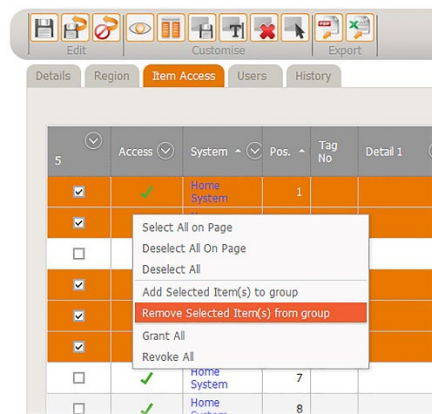 Edit
Customise
Export
Details
Region
Item Access
Users
History
5
Access
System
Pos.
Tag
No
Detail 1
Home
System
1
Select All on Page
Deselect All On Page
Deselect All
Add Selected Item(s) to group
Remove Selected Item(s) from group
Grant All
Revoke All
Home
System
7
Home
8